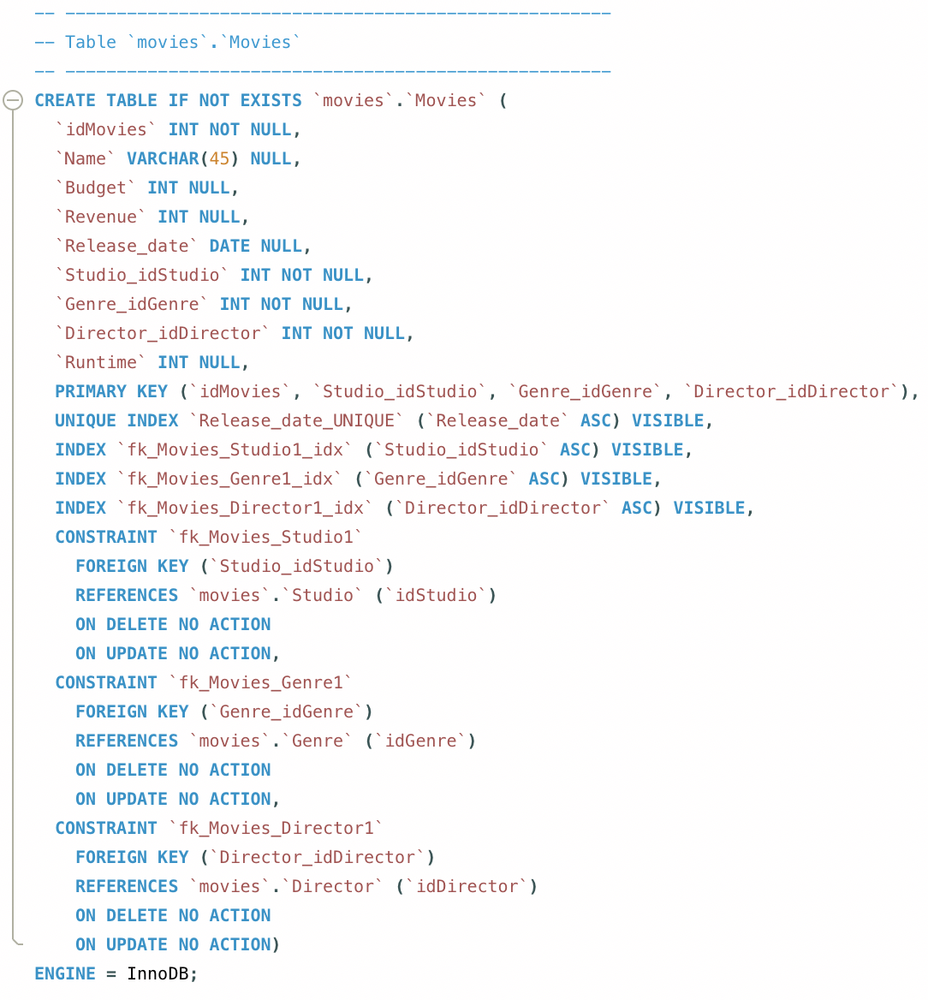 -- -----------------------------------------------------
-- Table `movies`.`Movies`
-- -----------------------------------------------------
CREATE TABLE IF NOT EXISTS `movies`.`Movies` (
  `idMovies` INT NOT NULL,
  `Name` VARCHAR(45) NULL,
  `Budget` INT NULL,
  `Revenue` INT NULL,
  `Release_date` DATE NULL,
  `Studio_idStudio` INT NOT NULL,
  `Genre_idGenre` INT NOT NULL,
  `Director_idDirector` INT NOT NULL,
  `Runtime` INT NULL,
  PRIMARY KEY (`idMovies`, `Studio_idStudio`, `Genre_idGenre`, `Director_idDirector`),
  UNIQUE INDEX `Release_date_UNIQUE` (`Release_date` ASC) VISIBLE,
  INDEX `fk_Movies_Studio1_idx` (`Studio_idStudio` ASC) VISIBLE,
  INDEX `fk_Movies_Genre1_idx` (`Genre_idGenre` ASC) VISIBLE,
  INDEX `fk_Movies_Director1_idx` (`Director_idDirector` ASC) VISIBLE,
  CONSTRAINT `fk_Movies_Studio1`
    FOREIGN KEY (`Studio_idStudio`)
    REFERENCES `movies`.`Studio` (`idStudio`)
    ON DELETE NO ACTION
    ON UPDATE NO ACTION,
  CONSTRAINT `fk_Movies_Genre1`
    FOREIGN KEY (`Genre_idGenre`)
    REFERENCES `movies`.`Genre` (`idGenre`)
    ON DELETE NO ACTION
    ON UPDATE NO ACTION,
  CONSTRAINT `fk_Movies_Director1`
    FOREIGN KEY (`Director_idDirector`)
    REFERENCES `movies`.`Director` (`idDirector`)
    ON DELETE NO ACTION
    ON UPDATE NO ACTION)
ENGINE = InnoDB;